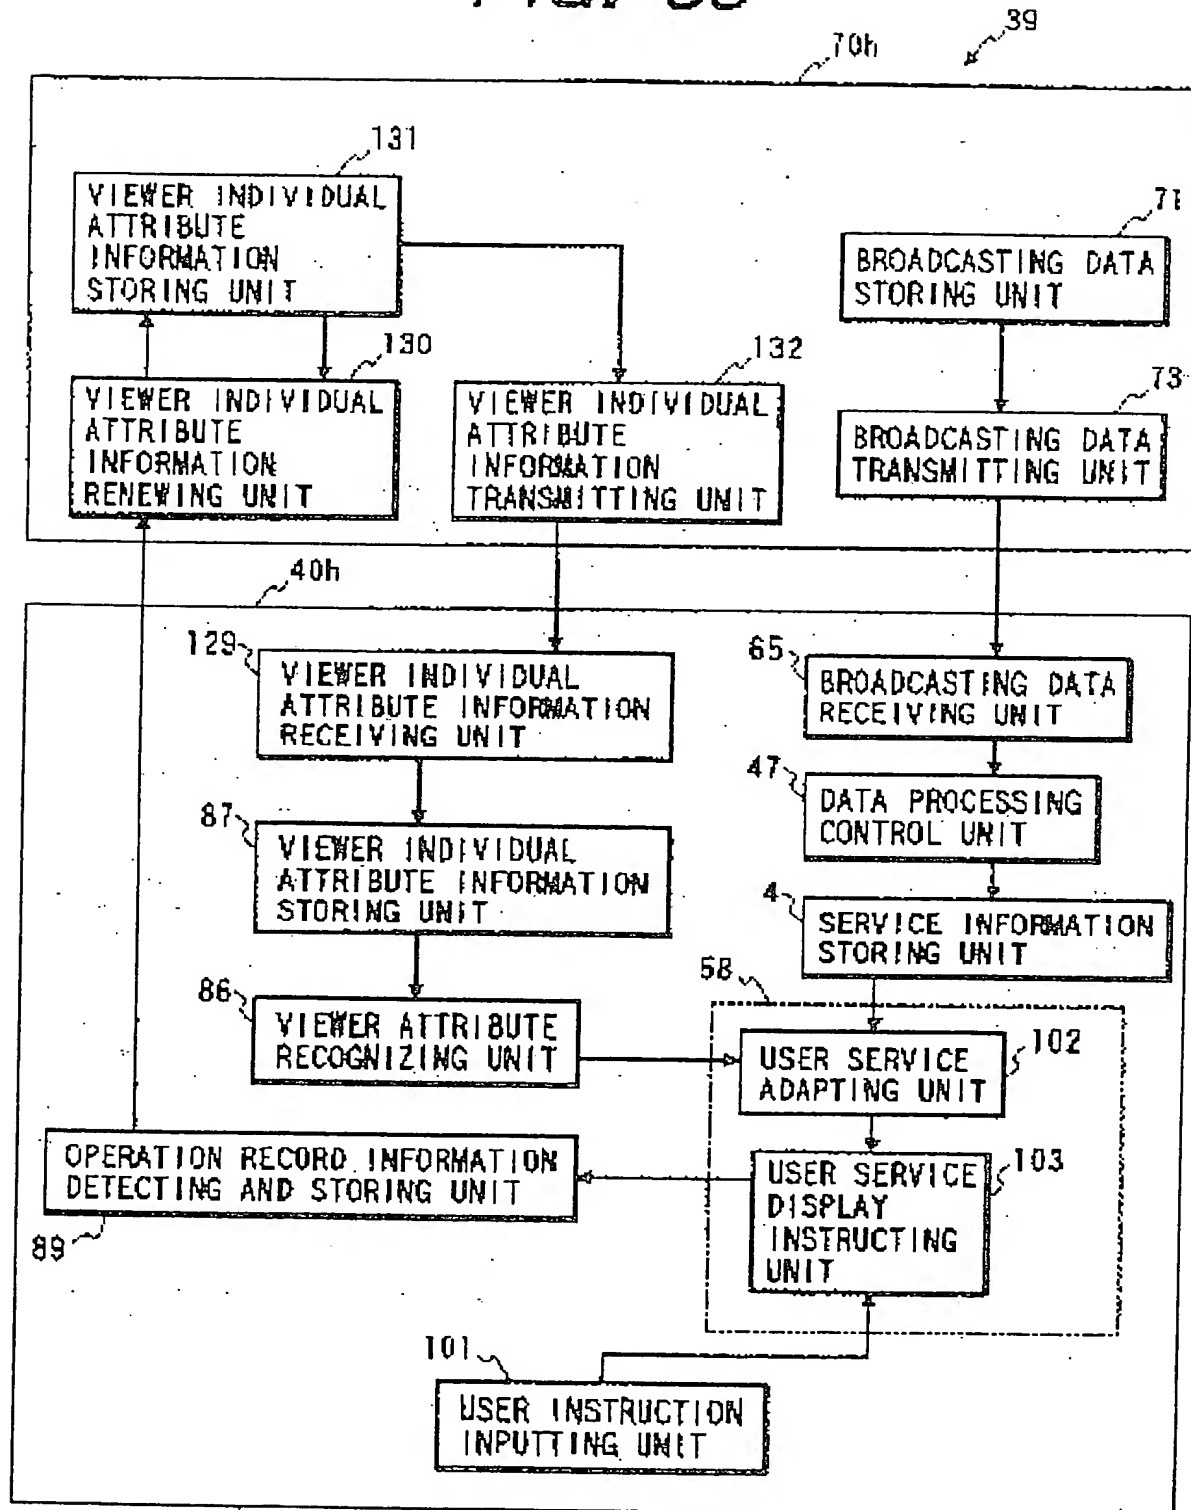 39
70h
131
VIEWER INDIVIDUAL
ATTRIBUTE
INFORMATION
STORING UNIT
71
BROADCASTING DATA
STORING UNIT
130
VIEWER INDIVIDUAL
ATTRIBUTE
INFORMATION
RENEWING UNIT
132
VIEWER INDIVIDUAL
ATTRIBUTE
INFORMATION
TRANSMITTING UNIT
73
BROADCASTING DATA
TRANSMITTING UNIT
40h
129
VIEWER INDIVIDUAL
ATTRIBUTE INFORMATION
RECEIVING UNIT
65
BROADCASTING DATA
RECEIVING UNIT
47
DATA PROCESSING
CONTROL UNIT
87
VIEWER INDIVIDUAL
ATTRIBUTE INFORMATION
STORING UNIT
4
SERVICE INFORMATION
STORING UNIT
86
VIEWER ATTRIBUTE
RECOGNIZING UNIT
68
102
USER SERVICE
ADAPTING UNIT
OPERATION RECORD INFORMATION
DETECTING AND STORING UNIT
89
103
USER SERVICE
DISPLAY
INSTRUCTING
UNIT
101
USER INSTRUCTION
INPUTTING UNIT